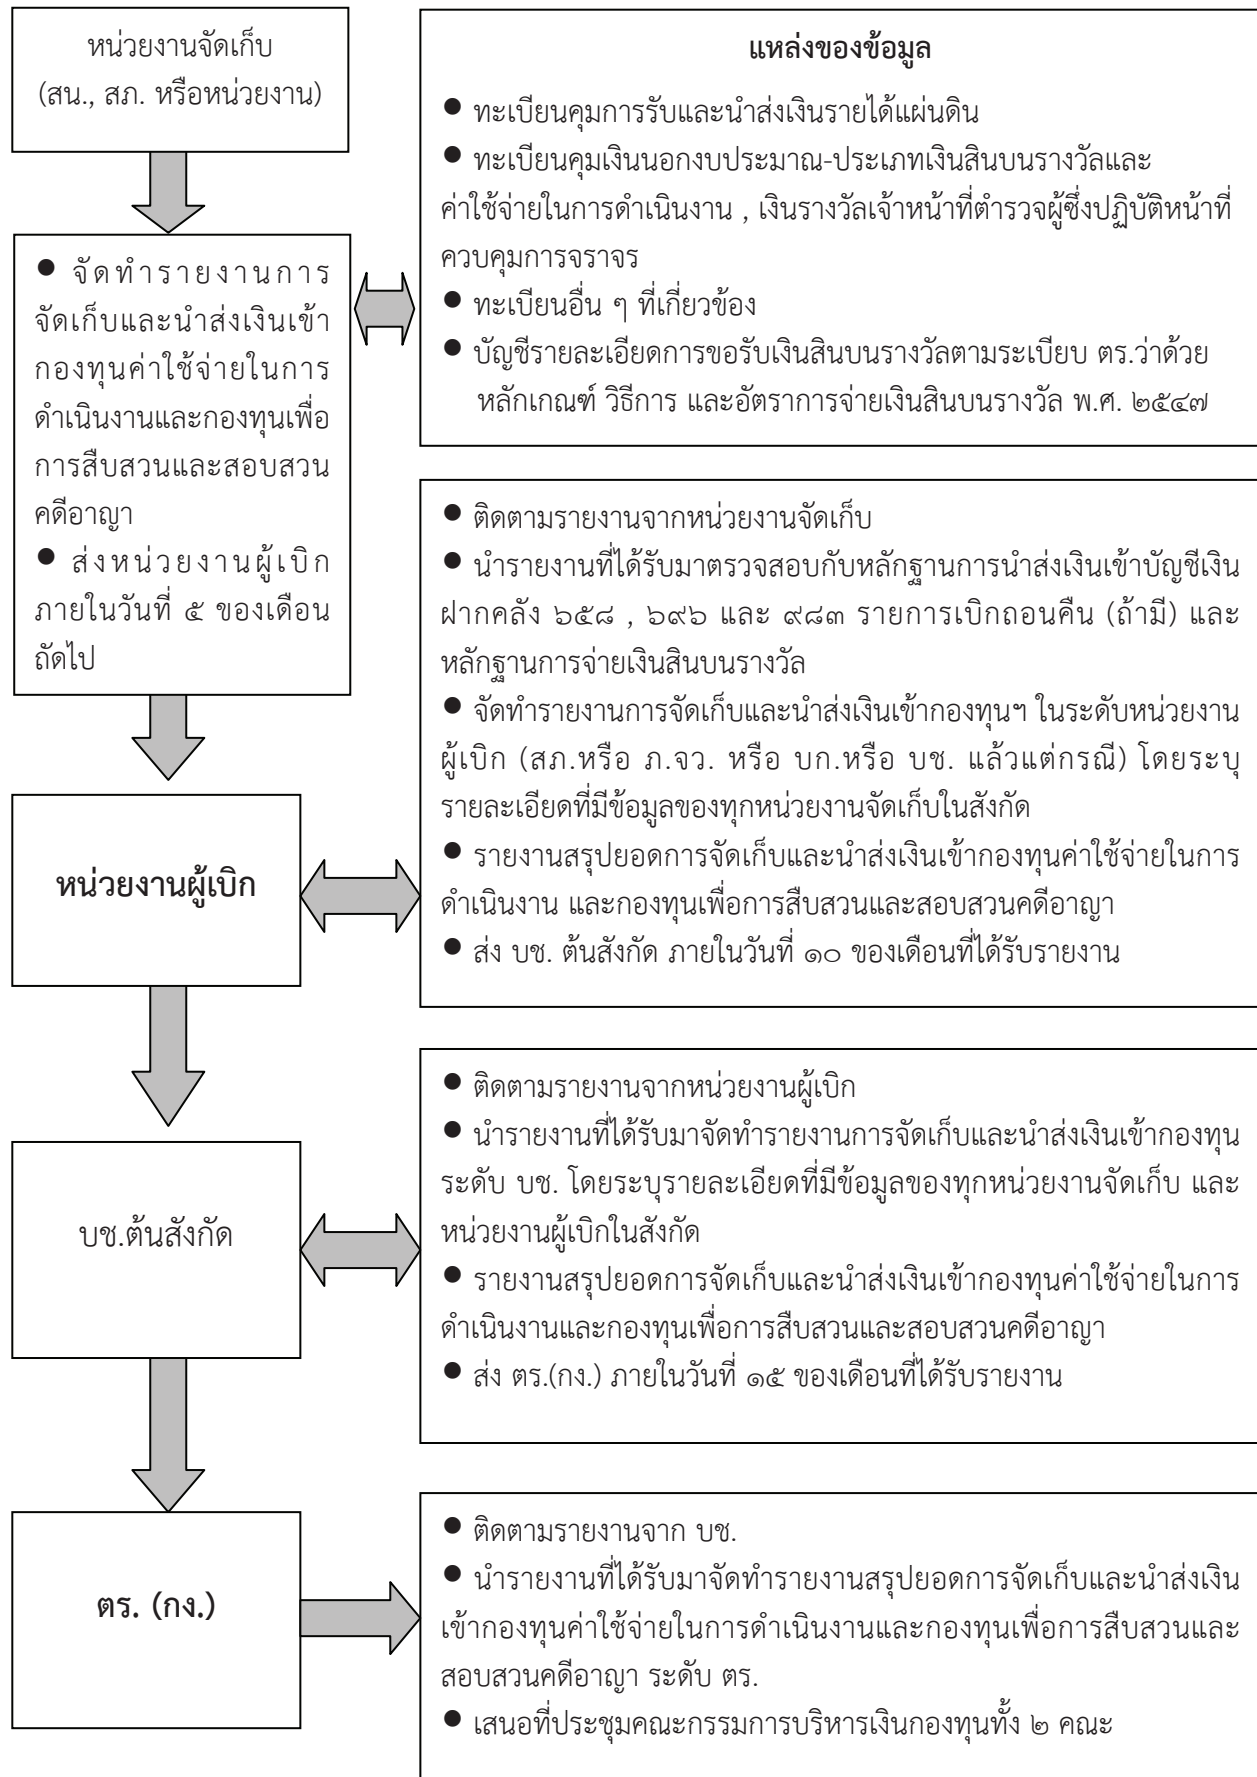 หน่วยงานจัดเก็บ
(สน., สภ. หรือหน่วยงาน)
แหล่งของข้อมูล
● ทะเบียนคุมการรับและนำส่งเงินรายได้แผ่นดิน
● ทะเบียนคุมเงินนอกงบประมาณ-ประเภทเงินสินบนรางวัลและ
ค่าใช้จ่ายในการดำเนินงาน , เงินรางวัลเจ้าหน้าที่ตำรวจผู้ซึ่งปฏิบัติหน้าที่
ควบคุมการจราจร
● ทะเบียนอื่น ๆ ที่เกี่ยวข้อง
● บัญชีรายละเอียดการขอรับเงินสินบนรางวัลตามระเบียบ ตร.ว่าด้วย
หลักเกณฑ์ วิธีการ และอัตราการจ่ายเงินสินบนรางวัล พ.ศ. ๒๕๔๗
● จัดทำรายงานการ
จัดเก็บและนำส่งเงินเข้า
กองทุนค่าใช้จ่ายในการ
ดำเนินงานและกองทุนเพื่อ
การสืบสวนและสอบสวน
คดีอาญา
● ส่งหน่วยงานผู้เบิก
ภายในวันที่ ๕ ของเดือน
ถัดไป
หน่วยงานผู้เบิก
● ติดตามรายงานจากหน่วยงานจัดเก็บ
● นำรายงานที่ได้รับมาตรวจสอบกับหลักฐานการนำส่งเงินเข้าบัญชีเงิน
ฝากคลัง ๖๕๘ , ๖๙๖ และ ๙๘๓ รายการเบิกถอนคืน (ถ้ามี) และ
หลักฐานการจ่ายเงินสินบนรางวัล
● จัดทำรายงานการจัดเก็บและนำส่งเงินเข้ากองทุนฯ ในระดับหน่วยงาน
ผู้เบิก (สภ.หรือ ภ.จว. หรือ บก.หรือ บช. แล้วแต่กรณี) โดยระบุ
รายละเอียดที่มีข้อมูลของทุกหน่วยงานจัดเก็บในสังกัด
● รายงานสรุปยอดการจัดเก็บและนำส่งเงินเข้ากองทุนค่าใช้จ่ายในการ
ดำเนินงาน และกองทุนเพื่อการสืบสวนและสอบสวนคดีอาญา
● ส่ง บช. ต้นสังกัด ภายในวันที่ ๑๐ ของเดือนที่ได้รับรายงาน
บช.ต้นสังกัด
● ติดตามรายงานจากหน่วยงานผู้เบิก
● นำรายงานที่ได้รับมาจัดทำรายงานการจัดเก็บและนำส่งเงินเข้ากองทุน
ระดับ บช. โดยระบุรายละเอียดที่มีข้อมูลของทุกหน่วยงานจัดเก็บ และ
หน่วยงานผู้เบิกในสังกัด
● รายงานสรุปยอดการจัดเก็บและนำส่งเงินเข้ากองทุนค่าใช้จ่ายในการ
ดำเนินงานและกองทุนเพื่อการสืบสวนและสอบสวนคดีอาญา
● ส่ง ตร.(กง.) ภายในวันที่ ๑๕ ของเดือนที่ได้รับรายงาน
ตร. (กง.)
● ติดตามรายงานจาก บช.
● นำรายงานที่ได้รับมาจัดทำรายงานสรุปยอดการจัดเก็บและนำส่งเงิน
เข้ากองทุนค่าใช้จ่ายในการดำเนินงานและกองทุนเพื่อการสืบสวนและ
สอบสวนคดีอาญา ระดับ ตร.
● เสนอที่ประชุมคณะกรรมการบริหารเงินกองทุนทั้ง ๒ คณะ